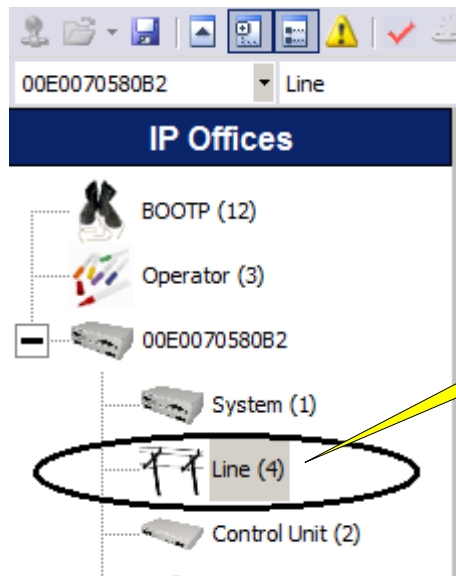 00E0070580B2 Line
IP Offices
BOOTP (12)
Operator (3)
00E0070580B2
System (1)
Line (4)
Control Unit (2)